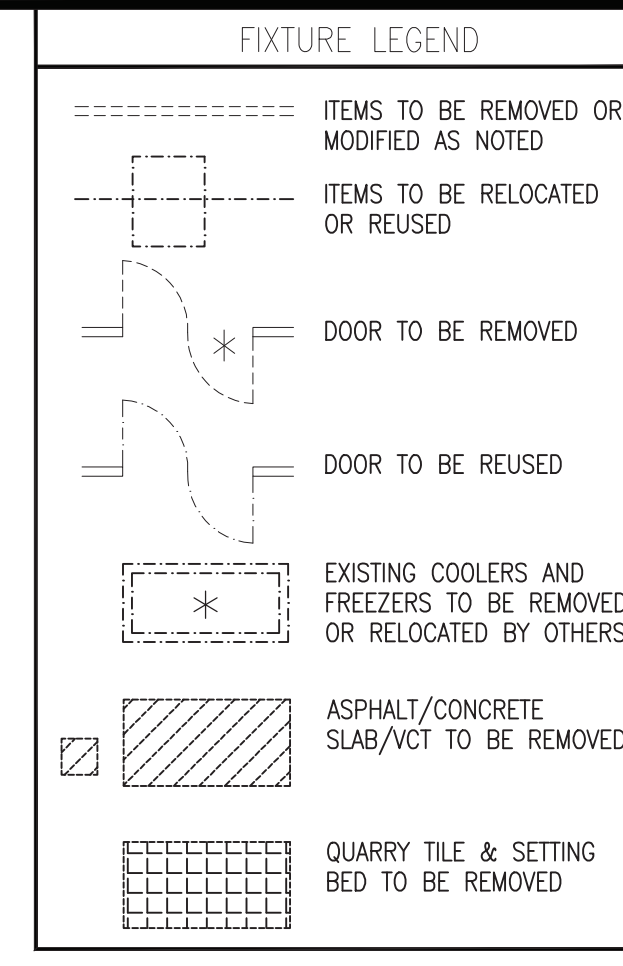 FIXTURE LEGEND
ITEMS TO BE REMOVED OR
MODIFIED AS NOTED
ITEMS TO BE RELOCATED
OR REUSED
DOOR TO BE REMOVED
DOOR TO BE REUSED
EXISTING COOLERS AND
FREEZERS TO BE REMOVED
OR RELOCATED BY OTHERS
ASPHALT/CONCRETE
SLAB/VCT TO BE REMOVED
QUARRY TILE & SETTING
BED TO BE REMOVED